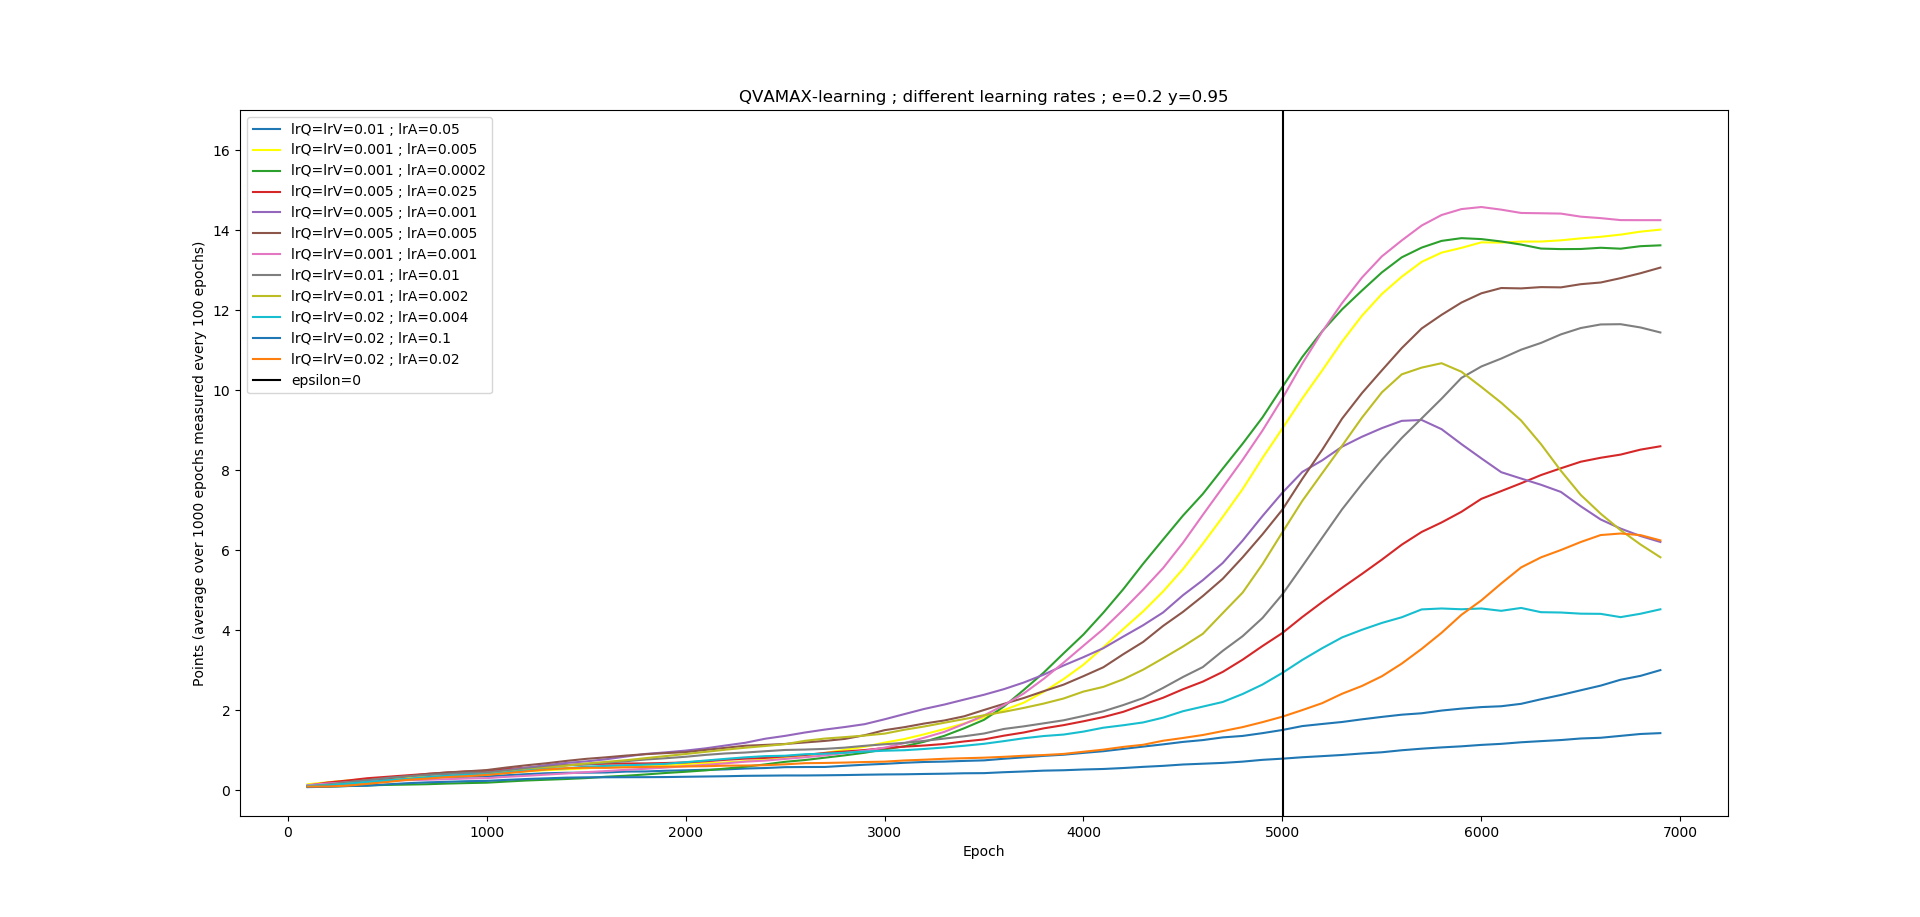 QVAMAX-learning ; different learning rates ; e=0.2 y=0.95
lrQ=lrV=0.01 ; lrA=0.05
lrQ=lrV=0.001 ; lrA=0.005
lrQ=lrV=0.001 ; lrA=0.0002
lrQ=lrV=0.005 ; lrA=0.025
lrQ=lrV=0.005 ; lrA=0.001
lrQ=lrV=0.005 ; lrA=0.005
lrQ=lrV=0.001 ; lrA=0.001
lrQ=lrV=0.01 ; lrA=0.01
lrQ=lrV=0.01 ; lrA=0.002
lrQ=lrV=0.02 ; lrA=0.004
lrQ=lrV=0.02 ; lrA=0.1
lrQ=lrV=0.02 ; lrA=0.02
epsilon=0
Points (average over 1000 epochs measured every 100 epochs)
16
14
12
10
8
6
4
2
0
0 1000 2000 3000 4000 5000 6000 7000
Epoch